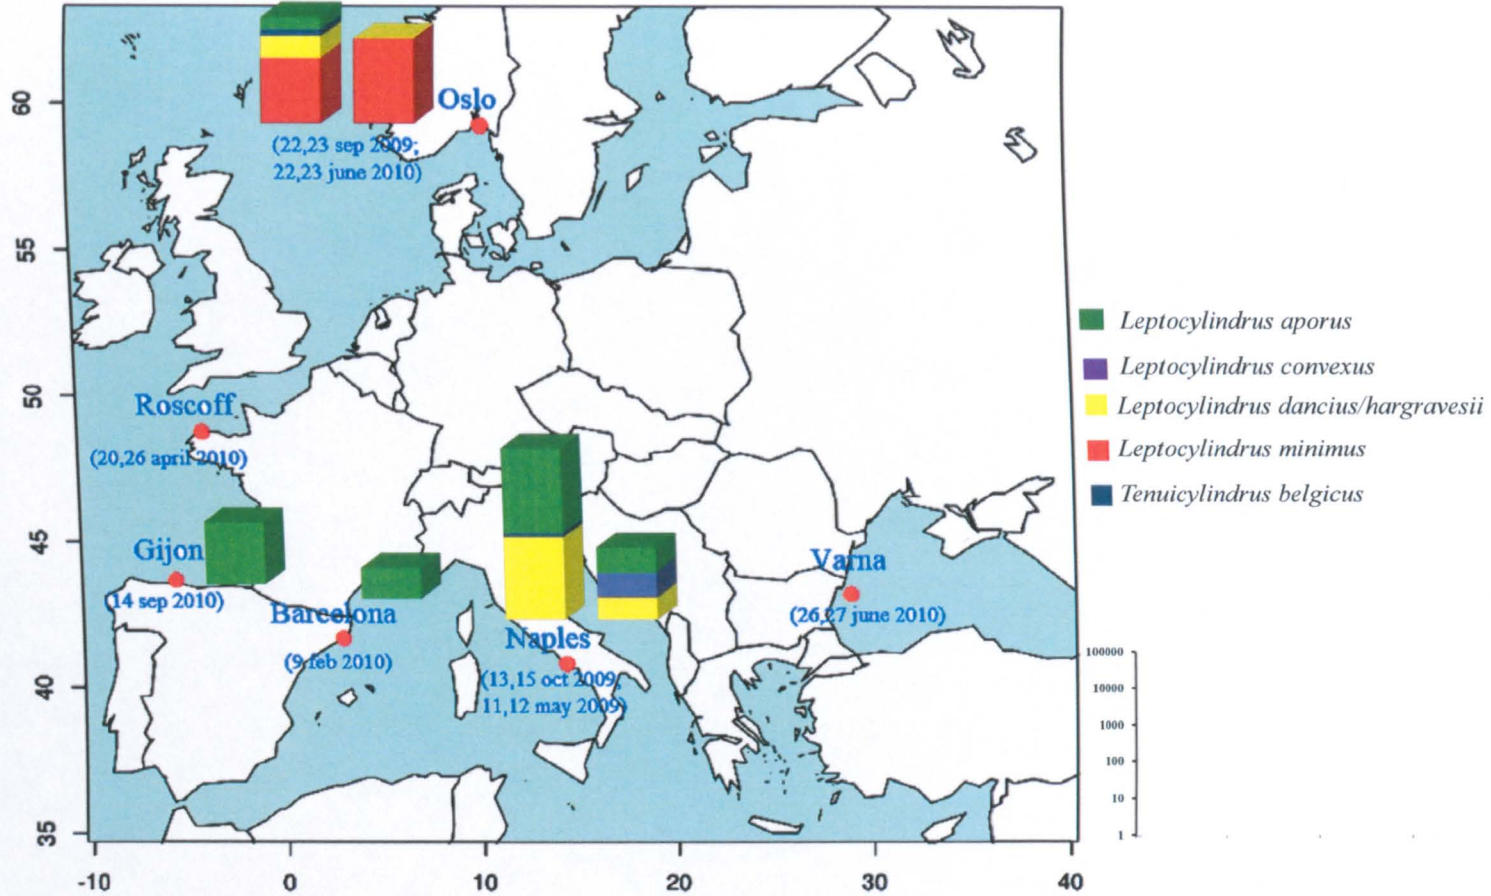 60
55
50
45
40
35
-10
0
10
20
30
40
Oslo
(22,23 sep 2009;
22,23 june 2010)
Roscoff
(20,26 april 2010)
Gijon
(14 sep 2010)
Barcelona
(9 feb 2010)
Naples
(13,15 oct 2009,
11,12 may 2009)
Varna
(26,27 june 2010)
Leptocylindrus aporus
Leptocylindrus convexus
Leptocylindrus dancius/hargravesii
Leptocylindrus minimus
Tenuicylindrus belgicus
100000
10000
1000
100
10
1